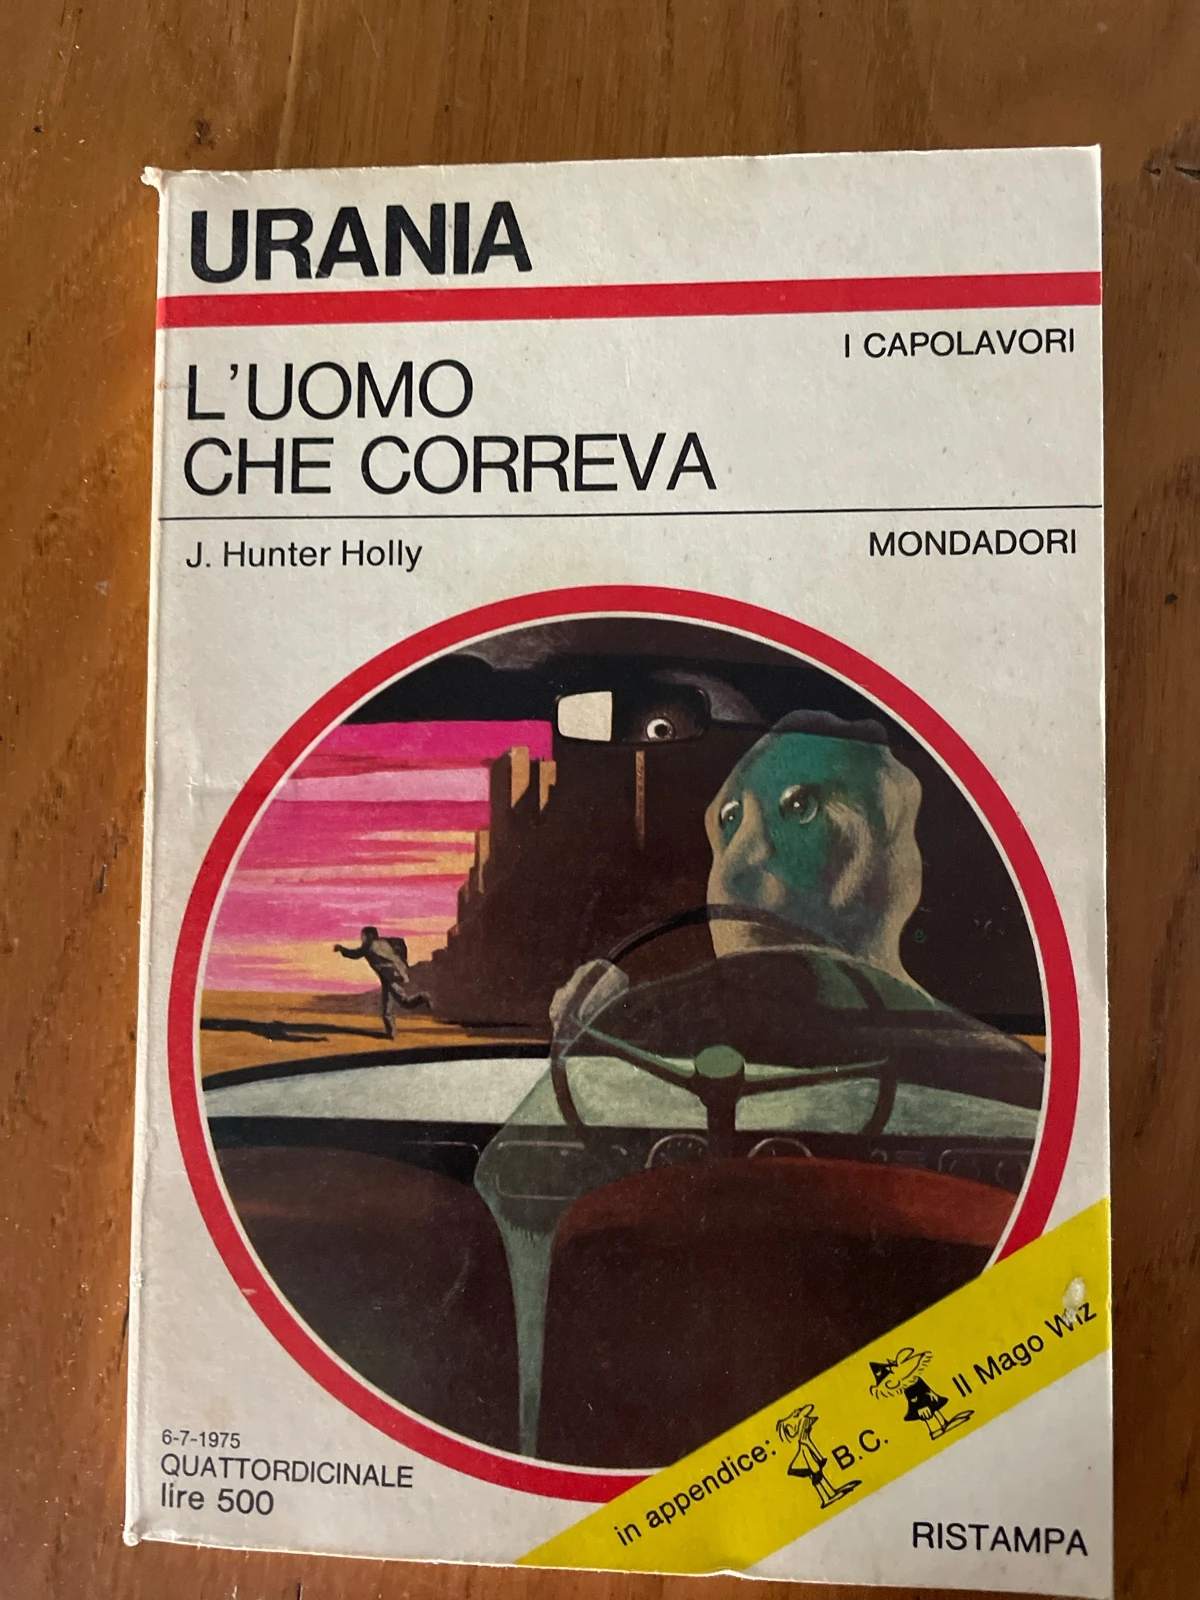 URANIA
I CAPOLAVORI
L'UOMO
CHE CORREVA
J. Hunter Holly
MONDADORI
6-7-1975
QUATTORDICINALE
lire 500
in appendice: B.C. Il Mago Wiz
RISTAMPA